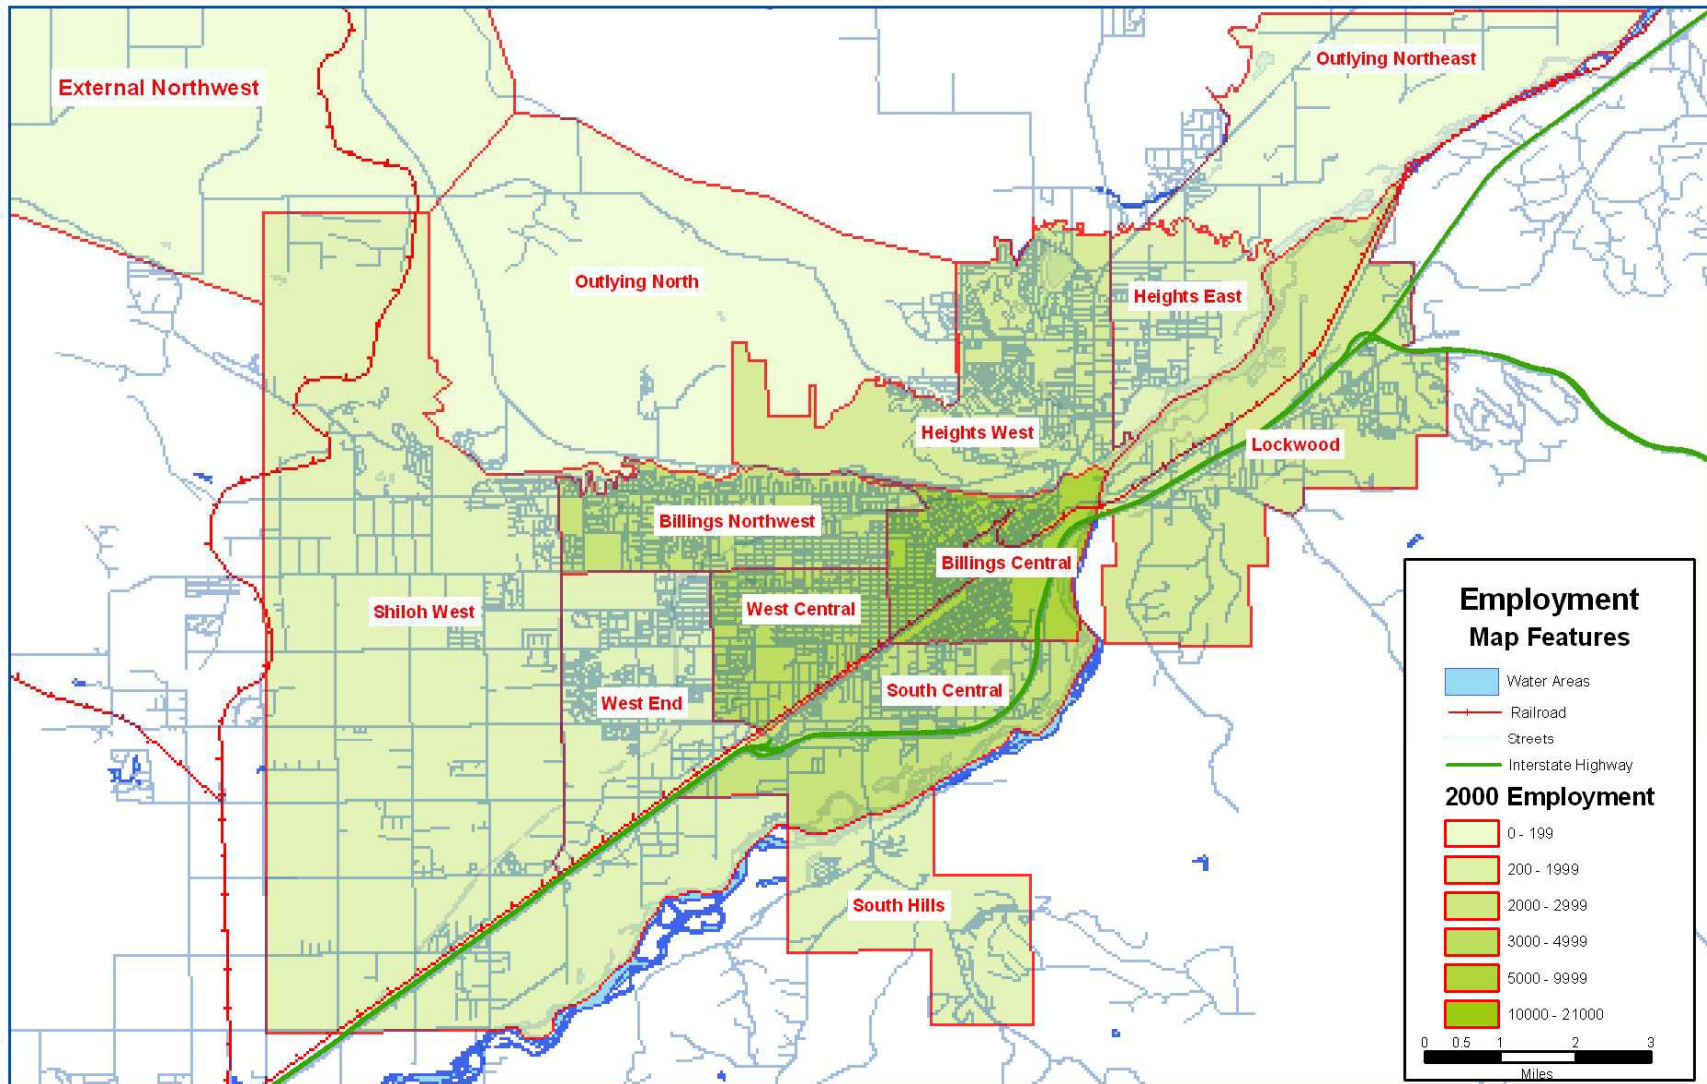 Outlying Northeast
External Northwest
Outlying North
Heights East
Heights West
Lockwood
Billings Northwest
Billings Central
West Central
Shiloh West
South Central
West End
South Hills
Employment
Map Features
Water Areas
Railroad
Streets
Interstate Highway
2000 Employment
0 - 199
200 - 1999
2000 - 2999
3000 - 4999
5000 - 9999
10000 - 21000
0 0.5 1 2 3
Miles